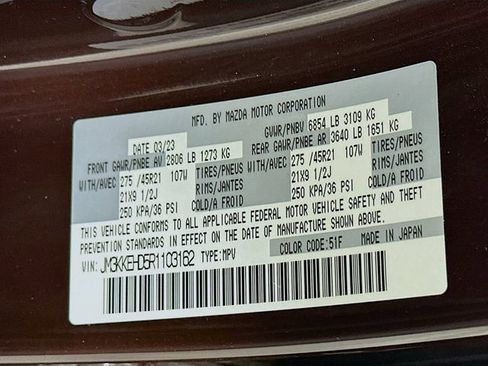 MFD. BY MAZDA MOTOR CORPORATION
DATE 03/23 GVWR/PNBV 6854 LB 3109 KG
FRONT GAWR/PNBE AV 2806 LB 1273 KG REAR GAWR/PNBE AR 3640 LB 1651 KG
WITH/AVEC 275 /45R21 107W TIRES/PNEUS WITH/AVEC 275 /45R21 107W TIRES/PNEUS
21X9 1/2J RIMS/JANTES 21X9 1/2J RIMS/JANTES
250 KPA/36 PSI COLD/A FROID 250 KPA/36 PSI COLD/A FROID
THIS VEHICLE CONFORMS TO ALL APPLICABLE FEDERAL MOTOR VEHICLE SAFETY AND THEFT
PREVENTION STANDARDS IN EFFECT ON THE DATE OF MANUFACTURE SHOWN ABOVE.
COLOR CODE:51F MADE IN JAPAN
VIN: JM3KKEHD5R1103162 TYPE:MPV